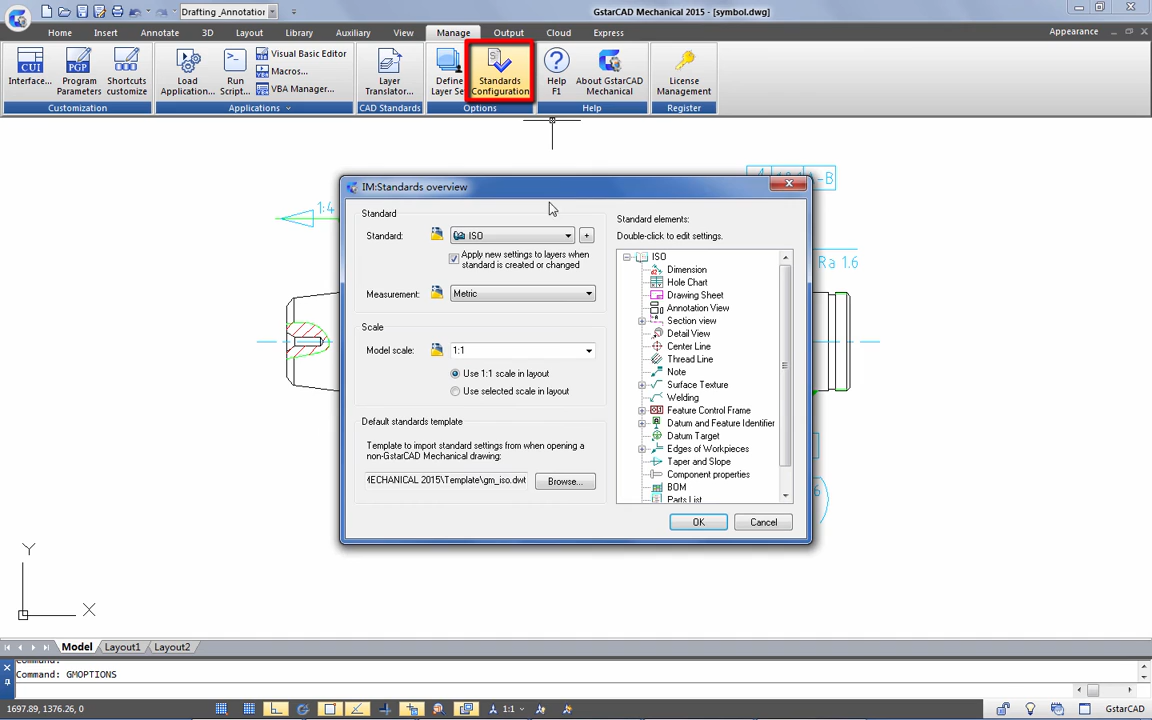 Drafting_Annotation
GstarCAD Mechanical 2015 - [symbol.dwg]
Home Insert Annotate 3D Layout Library Auxiliary View Manage Output Cloud Express Appearance
CUI
Interface...
PGP
Program
Parameters
Shortcuts
customize
Customization
Load
Application...
Run
Script...
Visual Basic Editor
Macros...
VBA Manager...
Applications
Layer
Translator...
CAD Standards
Define
Layer Se
Standards
Configuration
Options
Help
F1
About GstarCAD
Mechanical
Help
License
Management
Register
1:4
A-B
Ra 1.6
IM:Standards overview
Standard
Standard: ISO +
Apply new settings to layers when
standard is created or changed
Measurement: Metric
Scale
Model scale: 1:1
Use 1:1 scale in layout
Use selected scale in layout
Default standards template
Template to import standard settings from when opening a
non-GstarCAD Mechanical drawing:
MECHANICAL 2015\Template\gm_iso.dwt Browse...
Standard elements:
Double-click to edit settings.
ISO
Dimension
Hole Chart
Drawing Sheet
Annotation View
Section view
Detail View
Center Line
Thread Line
Note
Surface Texture
Welding
Feature Control Frame
Datum and Feature Identifier
Datum Target
Edges of Workpieces
Taper and Slope
Component properties
BOM
Parts List
OK Cancel
6
Y
X
Model Layout1 Layout2
Command:
Command: GMOPTIONS
1697.89, 1376.26, 0
1:1
GstarCAD